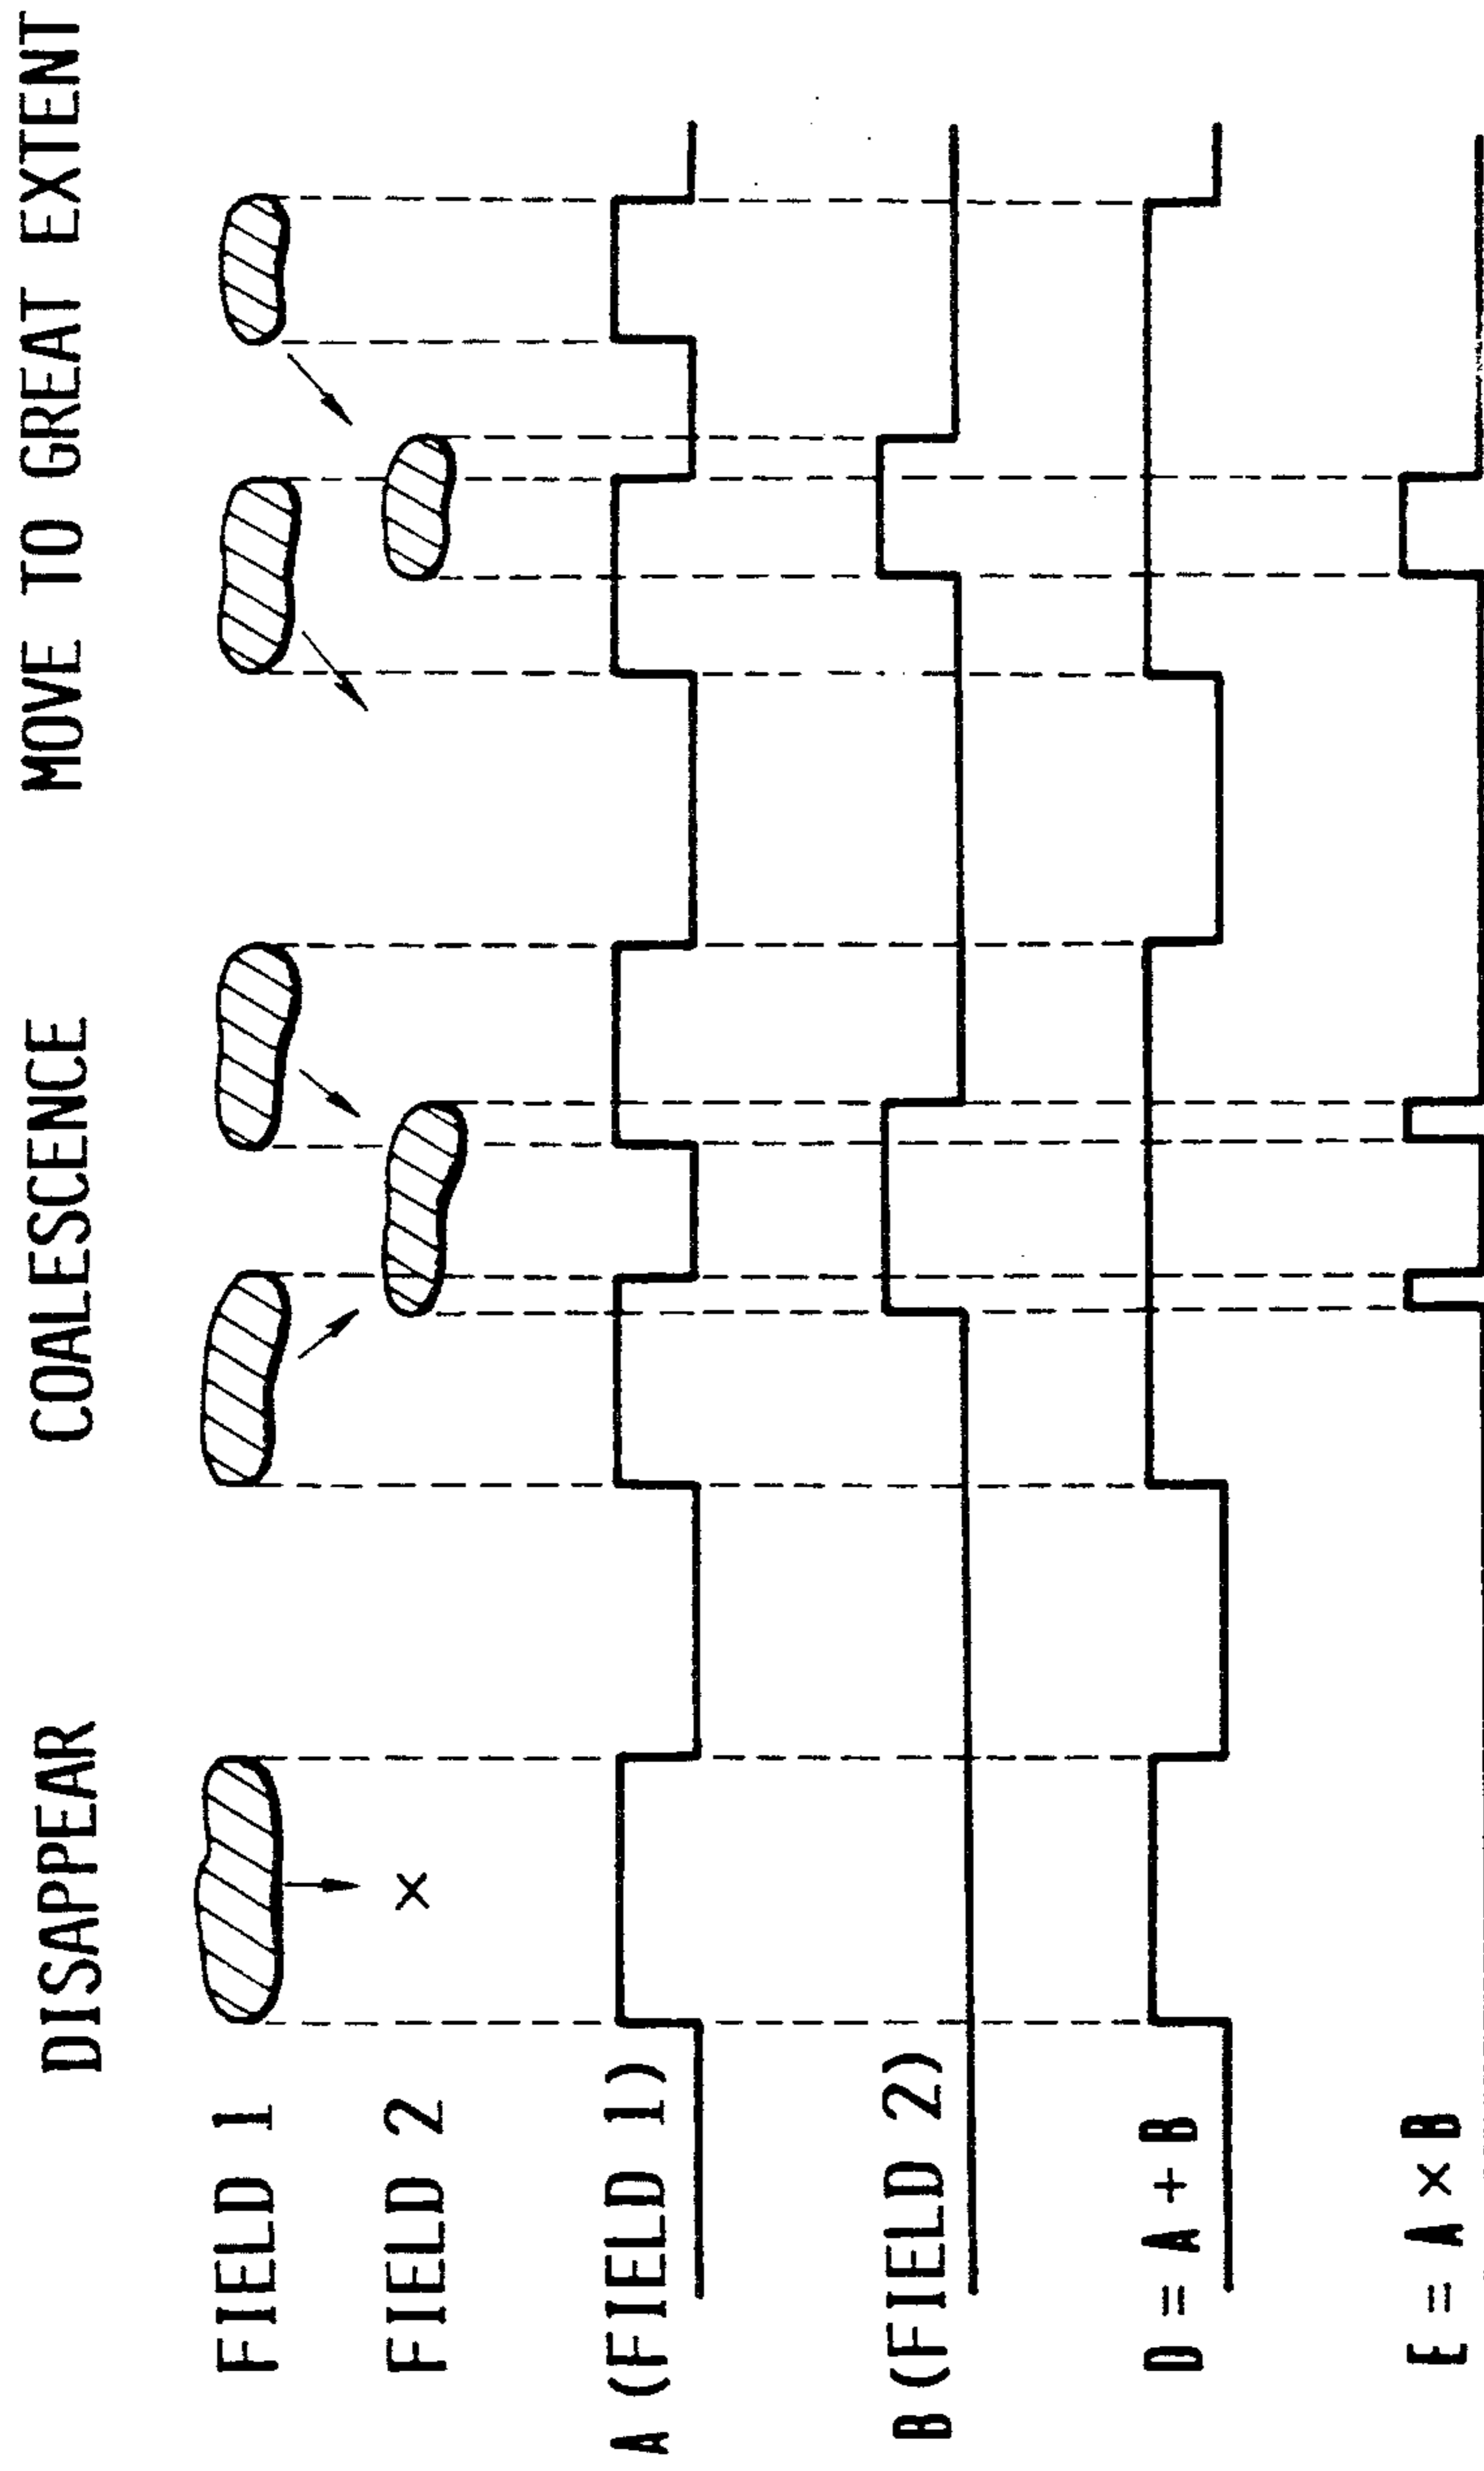 DISAPPEAR COALESCENCE MOVE TO GREAT EXTENT
FIELD 1
FIELD 2
×
A (FIELD 1)
B (FIELD 2)
D = A + B
E = A × B